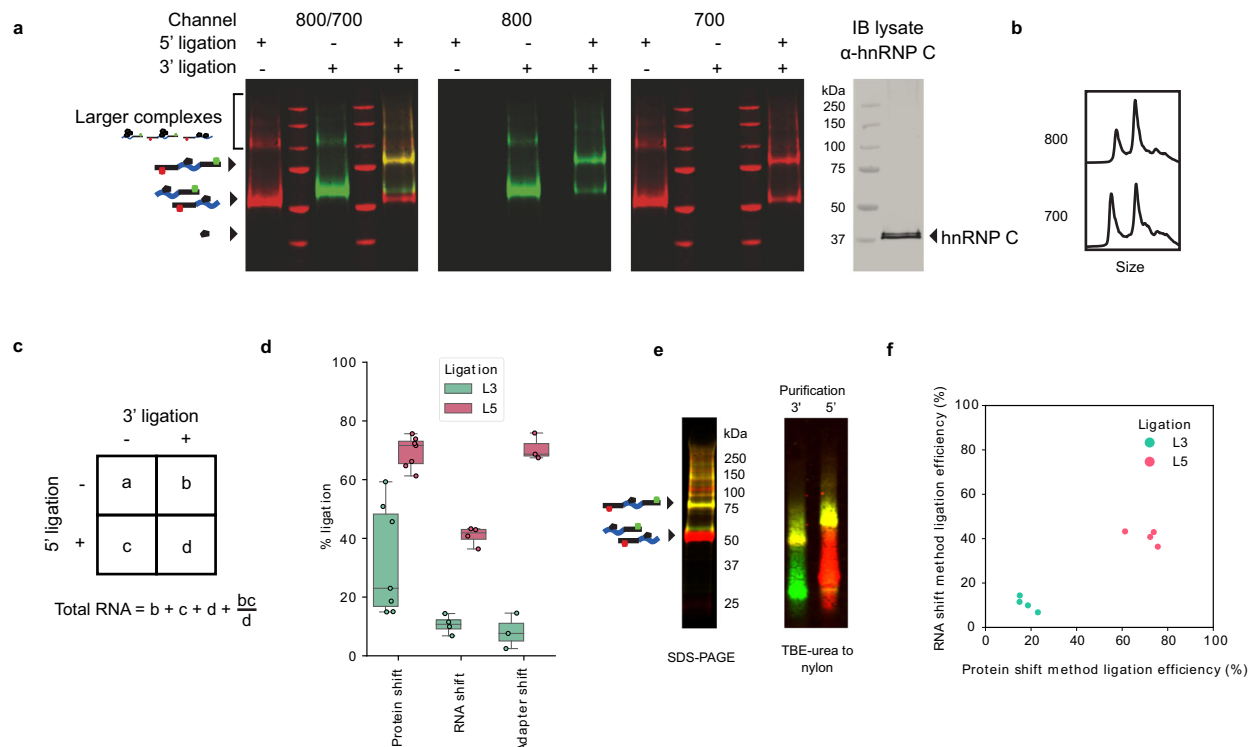 a
Channel 800/700 800 700
5' ligation + - + + - + + - +
3' ligation - + + - + + - + +
IB lysate
α-hnRNP C
Larger complexes
kDa
250
150
100
75
50
37
hnRNP C
b
800
700
Size
c
3' ligation
- +
5' ligation
- a b
+ c d
Total RNA = b + c + d + bc/d
d
% ligation
100
80
60
40
20
0
Ligation
L3
L5
Protein shift
RNA shift
Adapter shift
e
kDa
250
150
100
75
50
37
25
SDS-PAGE
Purification
3' 5'
TBE-urea to
nylon
f
RNA shift method ligation efficiency (%)
100
80
60
40
20
0
Ligation
L3
L5
0 20 40 60 80 100
Protein shift method ligation efficiency (%)